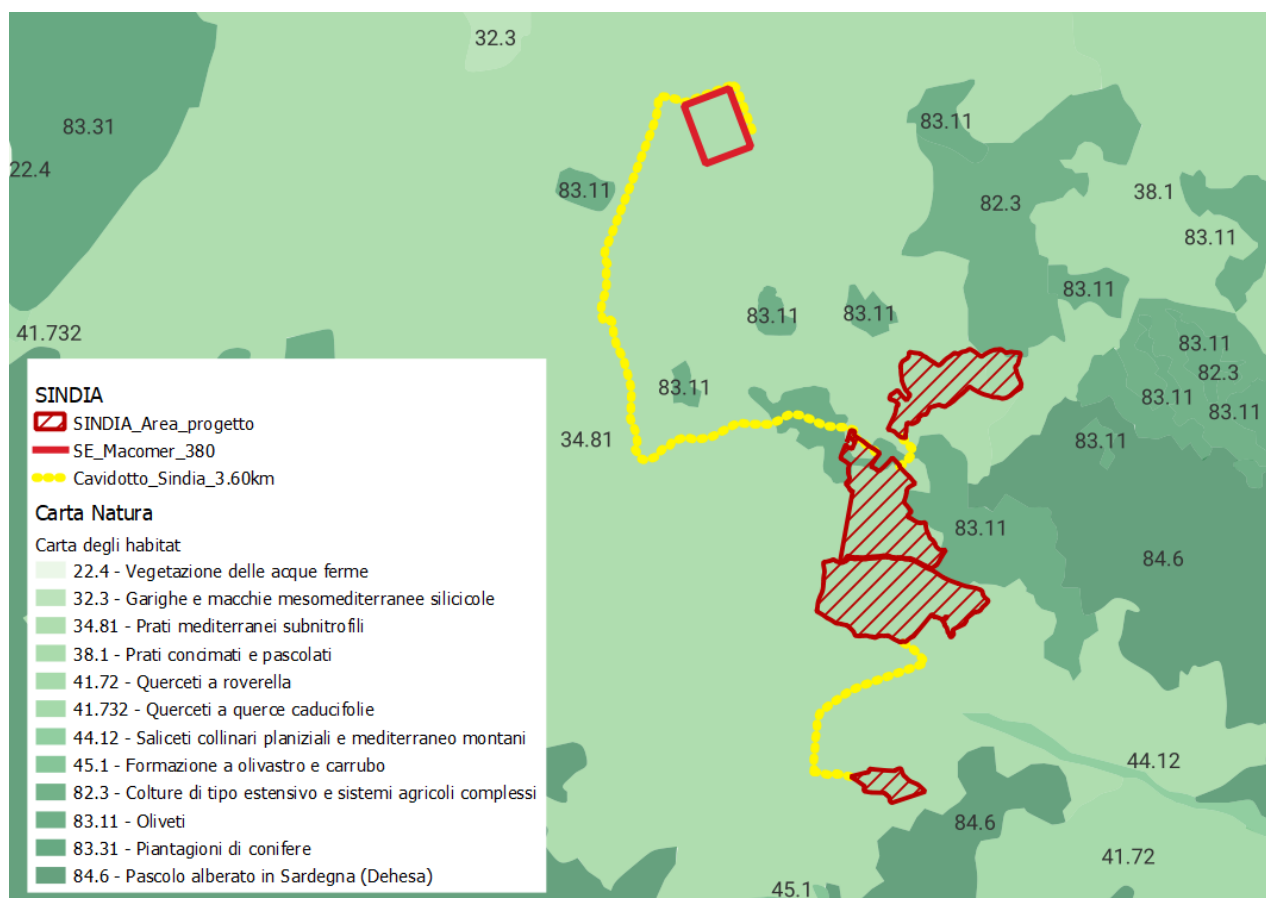 32.3
83.31
83.11
22.4
83.11
38.1
82.3
83.11
83.11
83.11
83.11
41.732
83.11
82.3
83.11
83.11
83.11
83.11
34.81
83.11
84.6
44.12
84.6
41.72
45.1
SINDIA
SINDIA_Area_progetto
SE_Macomer_380
Cavidotto_Sindia_3.60km
Carta Natura
Carta degli habitat
22.4 - Vegetazione delle acque ferme
32.3 - Garighe e macchie mesomediterranee silicicole
34.81 - Prati mediterranei subnitrofili
38.1 - Prati concimati e pascolati
41.72 - Querceti a roverella
41.732 - Querceti a querce caducifolie
44.12 - Saliceti collinari planiziali e mediterraneo montani
45.1 - Formazione a olivastro e carrubo
82.3 - Colture di tipo estensivo e sistemi agricoli complessi
83.11 - Oliveti
83.31 - Piantagioni di conifere
84.6 - Pascolo alberato in Sardegna (Dehesa)